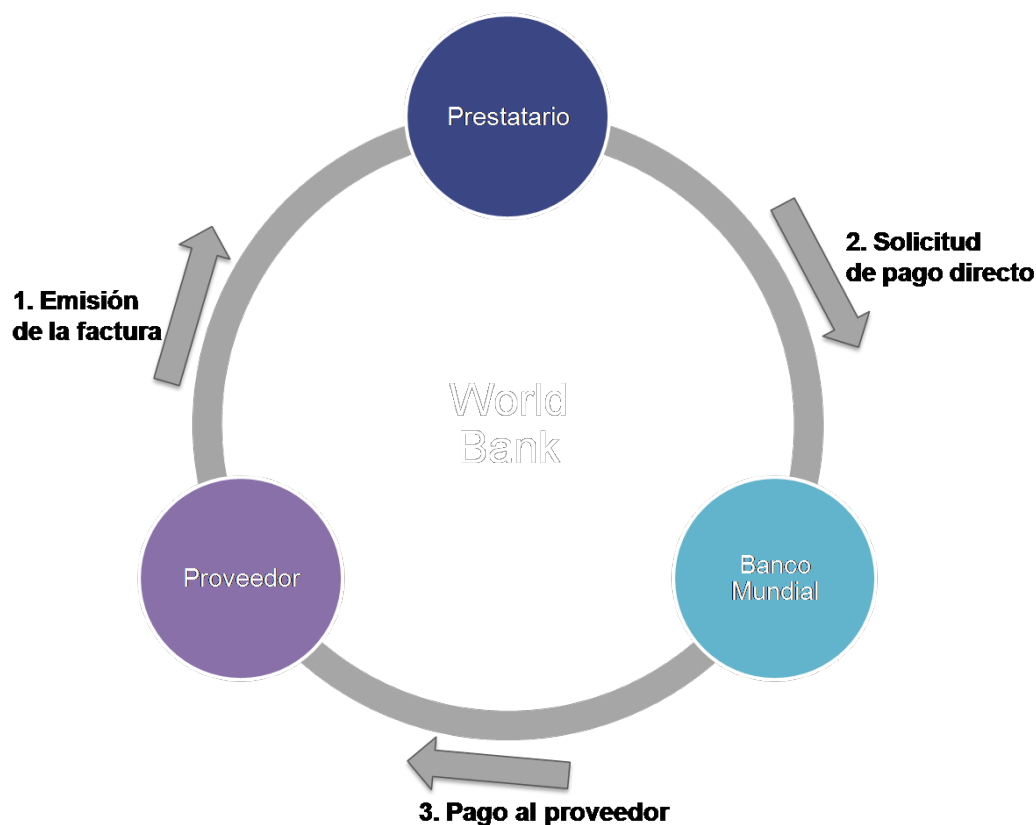 Prestatario
2. Solicitud
de pago directo
1. Emisión
de la factura
World
Bank
Proveedor
Banco
Mundial
3. Pago al proveedor